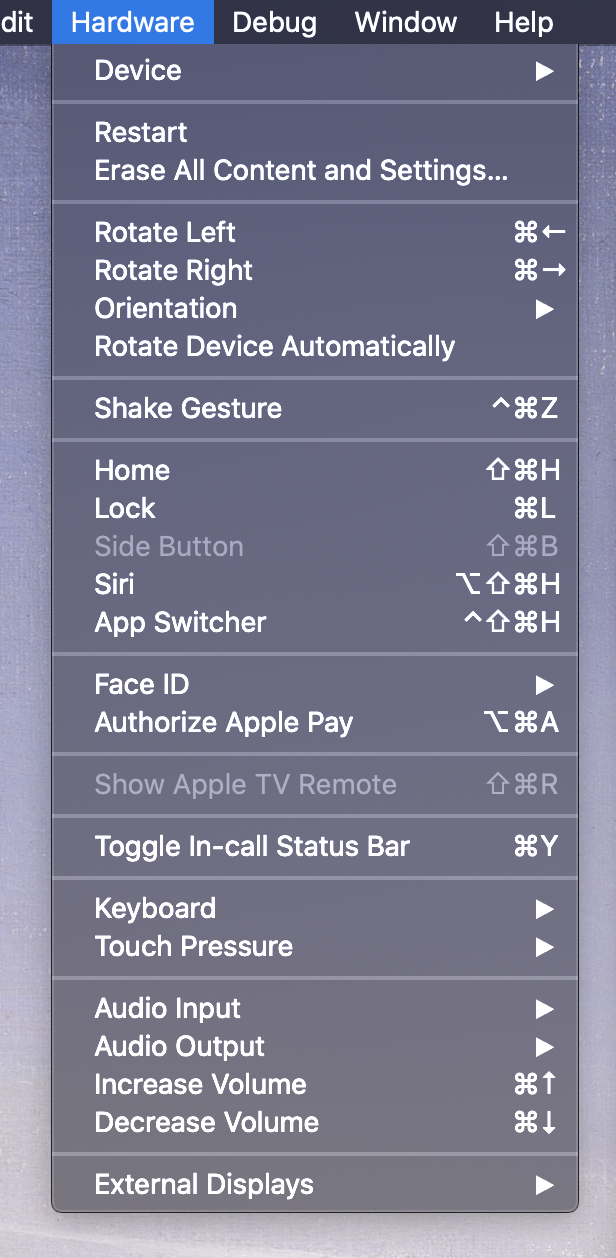 dit Hardware Debug Window Help
Device ▶
Restart
Erase All Content and Settings...
Rotate Left ⌘←
Rotate Right ⌘→
Orientation ▶
Rotate Device Automatically
Shake Gesture ^⌘Z
Home ⇧⌘H
Lock ⌘L
Side Button ⇧⌘B
Siri ⌥⇧⌘H
App Switcher ^⇧⌘H
Face ID ▶
Authorize Apple Pay ⌥⌘A
Show Apple TV Remote ⇧⌘R
Toggle In-call Status Bar ⌘Y
Keyboard ▶
Touch Pressure ▶
Audio Input ▶
Audio Output ▶
Increase Volume ⌘↑
Decrease Volume ⌘↓
External Displays ▶